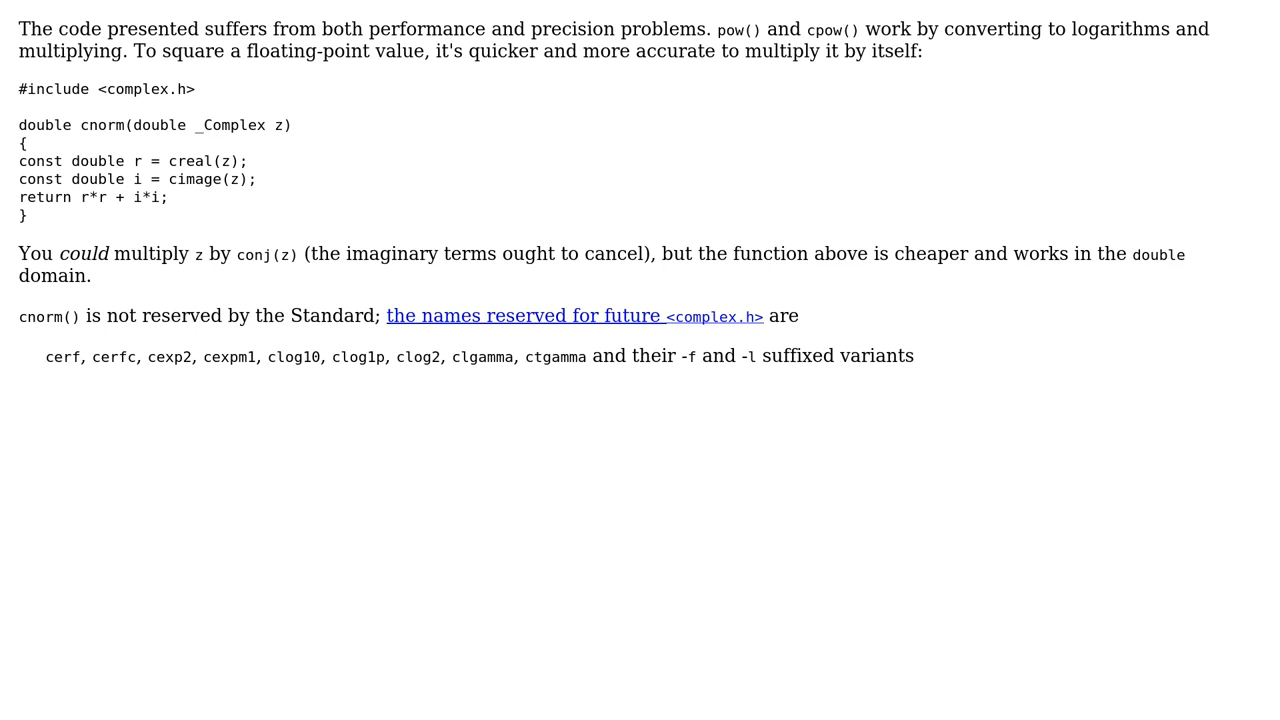 The code presented suffers from both performance and precision problems. pow() and cpow() work by converting to logarithms and
multiplying. To square a floating-point value, it's quicker and more accurate to multiply it by itself:
#include <complex.h>
double cnorm(double _Complex z)
{
const double r = creal(z);
const double i = cimage(z);
return r*r + i*i;
}
You could multiply z by conj(z) (the imaginary terms ought to cancel), but the function above is cheaper and works in the double
domain.
cnorm() is not reserved by the Standard; the names reserved for future <complex.h> are
cerf, cerfc, cexp2, cexpm1, clog10, clog1p, clog2, clgamma, ctgamma and their -f and -l suffixed variants